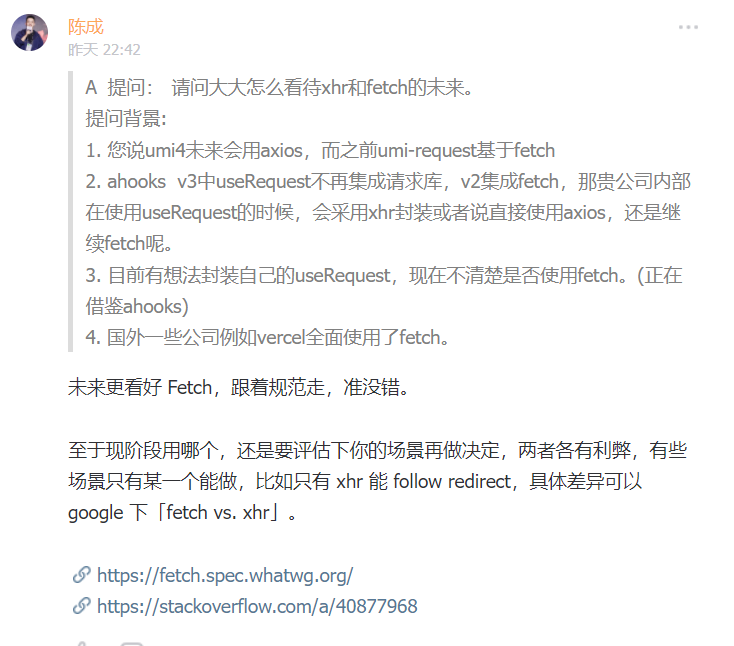 陈成
昨天 22:42
A 提问： 请问大大怎么看待xhr和fetch的未来。
提问背景:
1. 您说umi4未来会用axios，而之前umi-request基于fetch
2. ahooks v3中useRequest不再集成请求库，v2集成fetch，那贵公司内部
在使用useRequest的时候，会采用xhr封装或者说直接使用axios，还是继
续fetch呢。
3. 目前有想法封装自己的useRequest，现在不清楚是否使用fetch。(正在
借鉴ahooks)
4. 国外一些公司例如vercel全面使用了fetch。
未来更看好 Fetch，跟着规范走，准没错。
至于现阶段用哪个，还是要评估下你的场景再做决定，两者各有利弊，有些
场景只有某一个能做，比如只有 xhr 能 follow redirect，具体差异可以
google 下「fetch vs. xhr」。
https://fetch.spec.whatwg.org/
https://stackoverflow.com/a/40877968